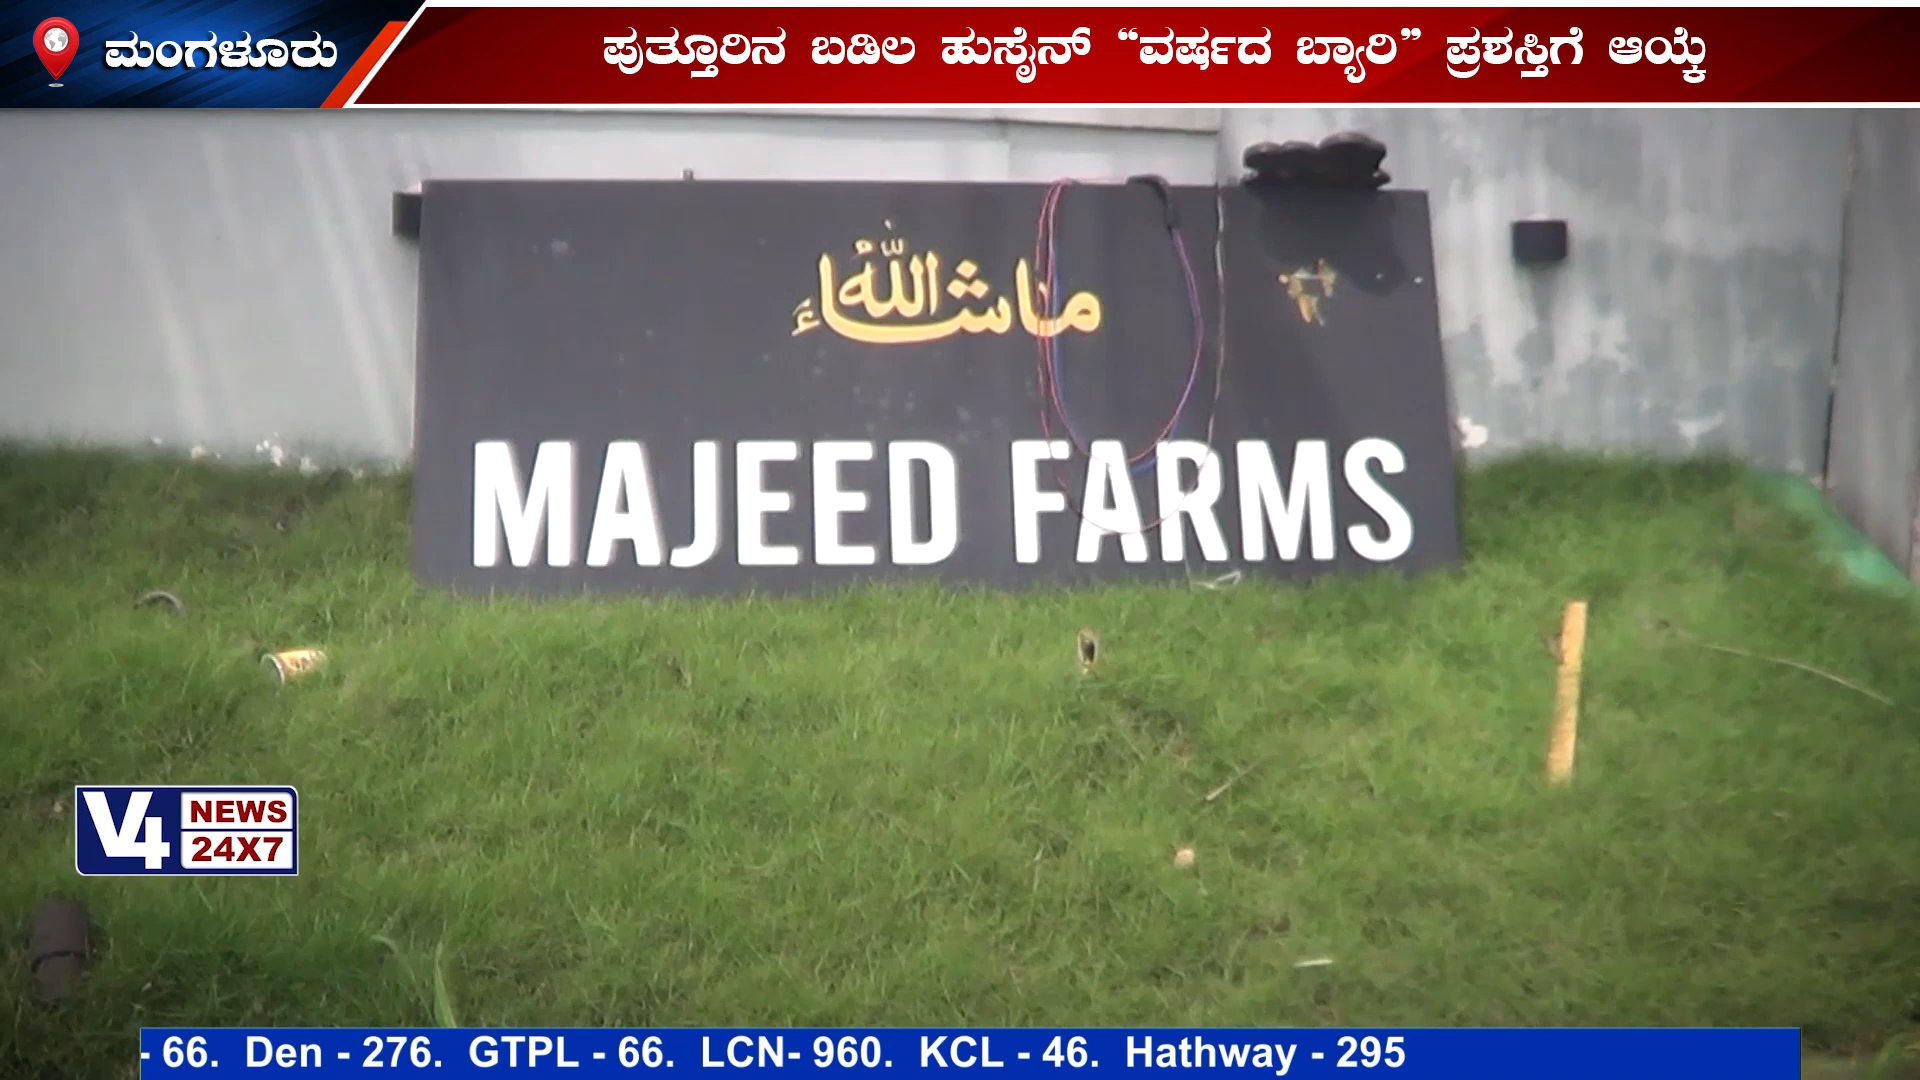 ಮಂಗಳೂರು
ಪುತ್ತೂರಿನ ಬಡಿಲ ಹುಸೈನ್ “ವರ್ಷದ ಬ್ಯಾರಿ” ಪ್ರಶಸ್ತಿಗೆ ಆಯ್ಕೆ
ماشاءالله
MAJEED FARMS
V4 NEWS
24X7
- 66. Den - 276. GTPL - 66. LCN- 960. KCL - 46. Hathway - 295